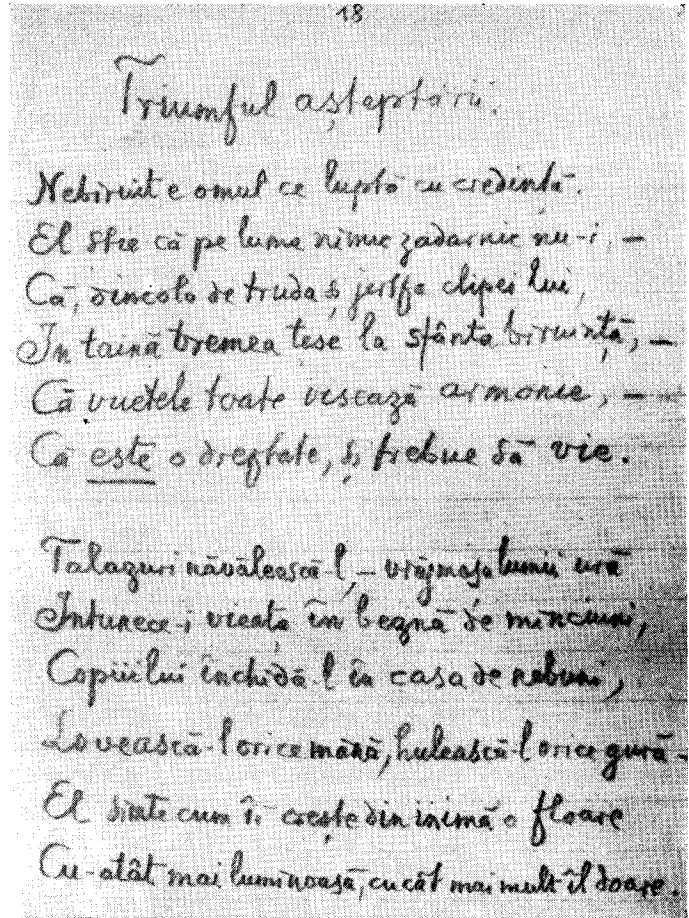 18
Triumful așteptării.
Nebiruit e omul ce luptă cu credință.
El știe că pe lume nimic zadarnic nu-i, —
Că, dincolo de truda și jertfa clipei lui,
In taină vremea țese la sfânta biruință, —
Că vuetele toate visează armonie, —
Că este o dreptate, și trebue să vie.
Talazuri năvălească-l, — vrăjmașa lumii ură
Intunece-i vieața în beznă de minciuni,
Copiii lui închidă-l în casa de nebuni,
Lovească-l orice mână, hulească-l orice gură —
El simte cum îi crește din inimă o floare
Cu-atât mai luminoasă, cu cât mai mult îl doare.